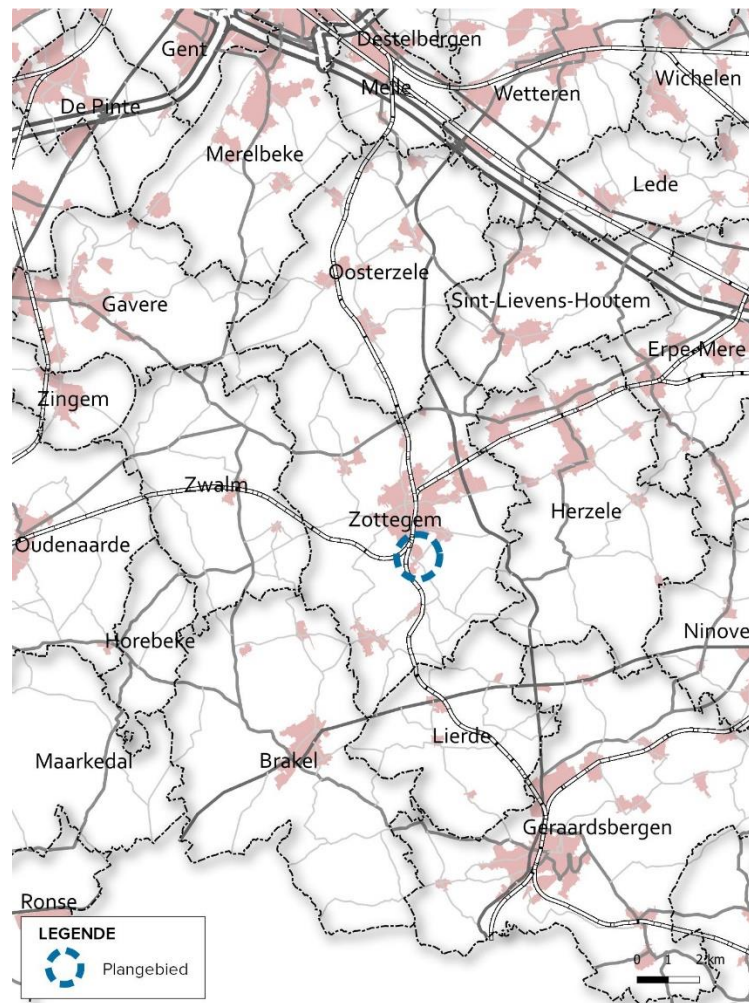 Gent
Destelbergen
Melle
Wetteren
Wichelen
De Pinte
Merelbeke
Lede
Oosterzele
Sint-Lievens-Houtem
Gavere
Erpe-Mere
Zingem
Zwalm
Zottegem
Herzele
Oudenaarde
Horebeke
Ninove
Maarkedal
Brakel
Lierde
Geraardsbergen
Ronse
LEGENDE
Plangebied
0 1 2 km